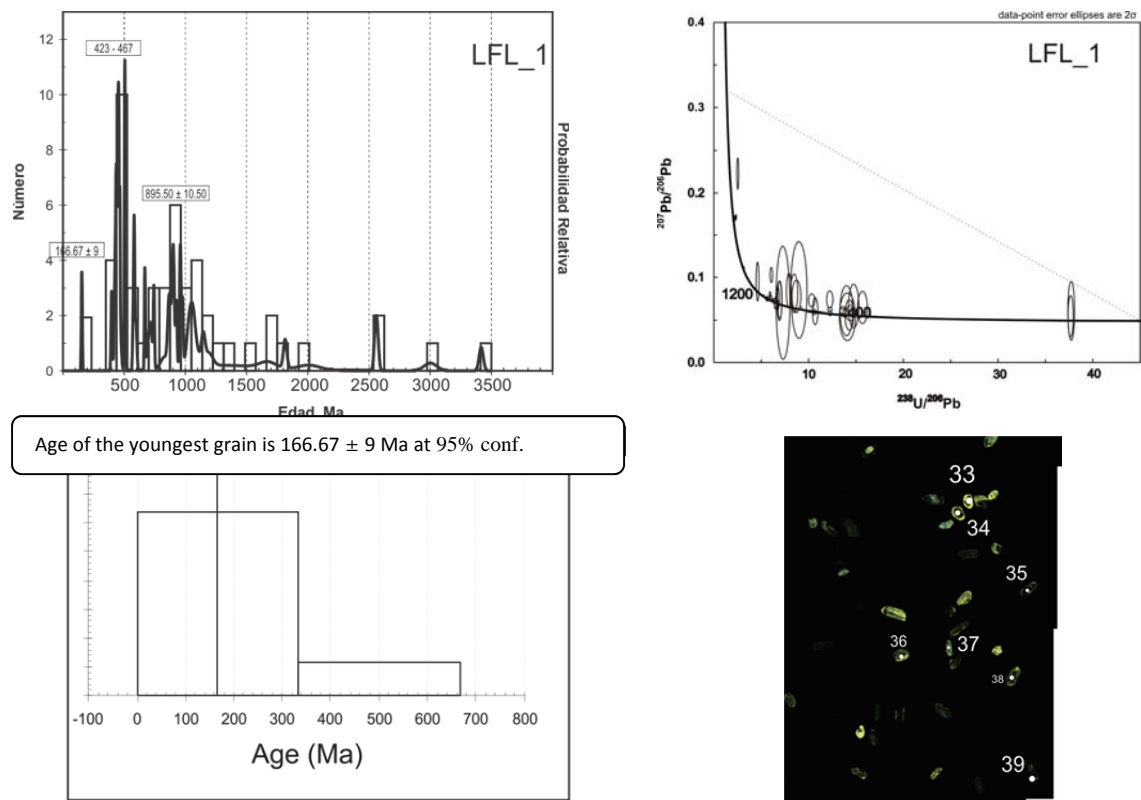 423 - 467
LFL_1
895.50 ± 10.50
166.67 ± 9
Número
Probabilidad Relativa
12
10
8
6
4
2
0
500 1000 1500 2000 2500 3000 3500
Edad, Ma
data-point error ellipses are 2σ
LFL_1
0.4
0.3
0.2
0.1
0.0
1200
207Pb/206Pb
10 20 30 40 45
238U/206Pb
Age of the youngest grain is 166.67 ± 9 Ma at 95% conf.
-100 0 100 200 300 400 500 600 700 800
Age (Ma)
33
34
35
36
37
38
39